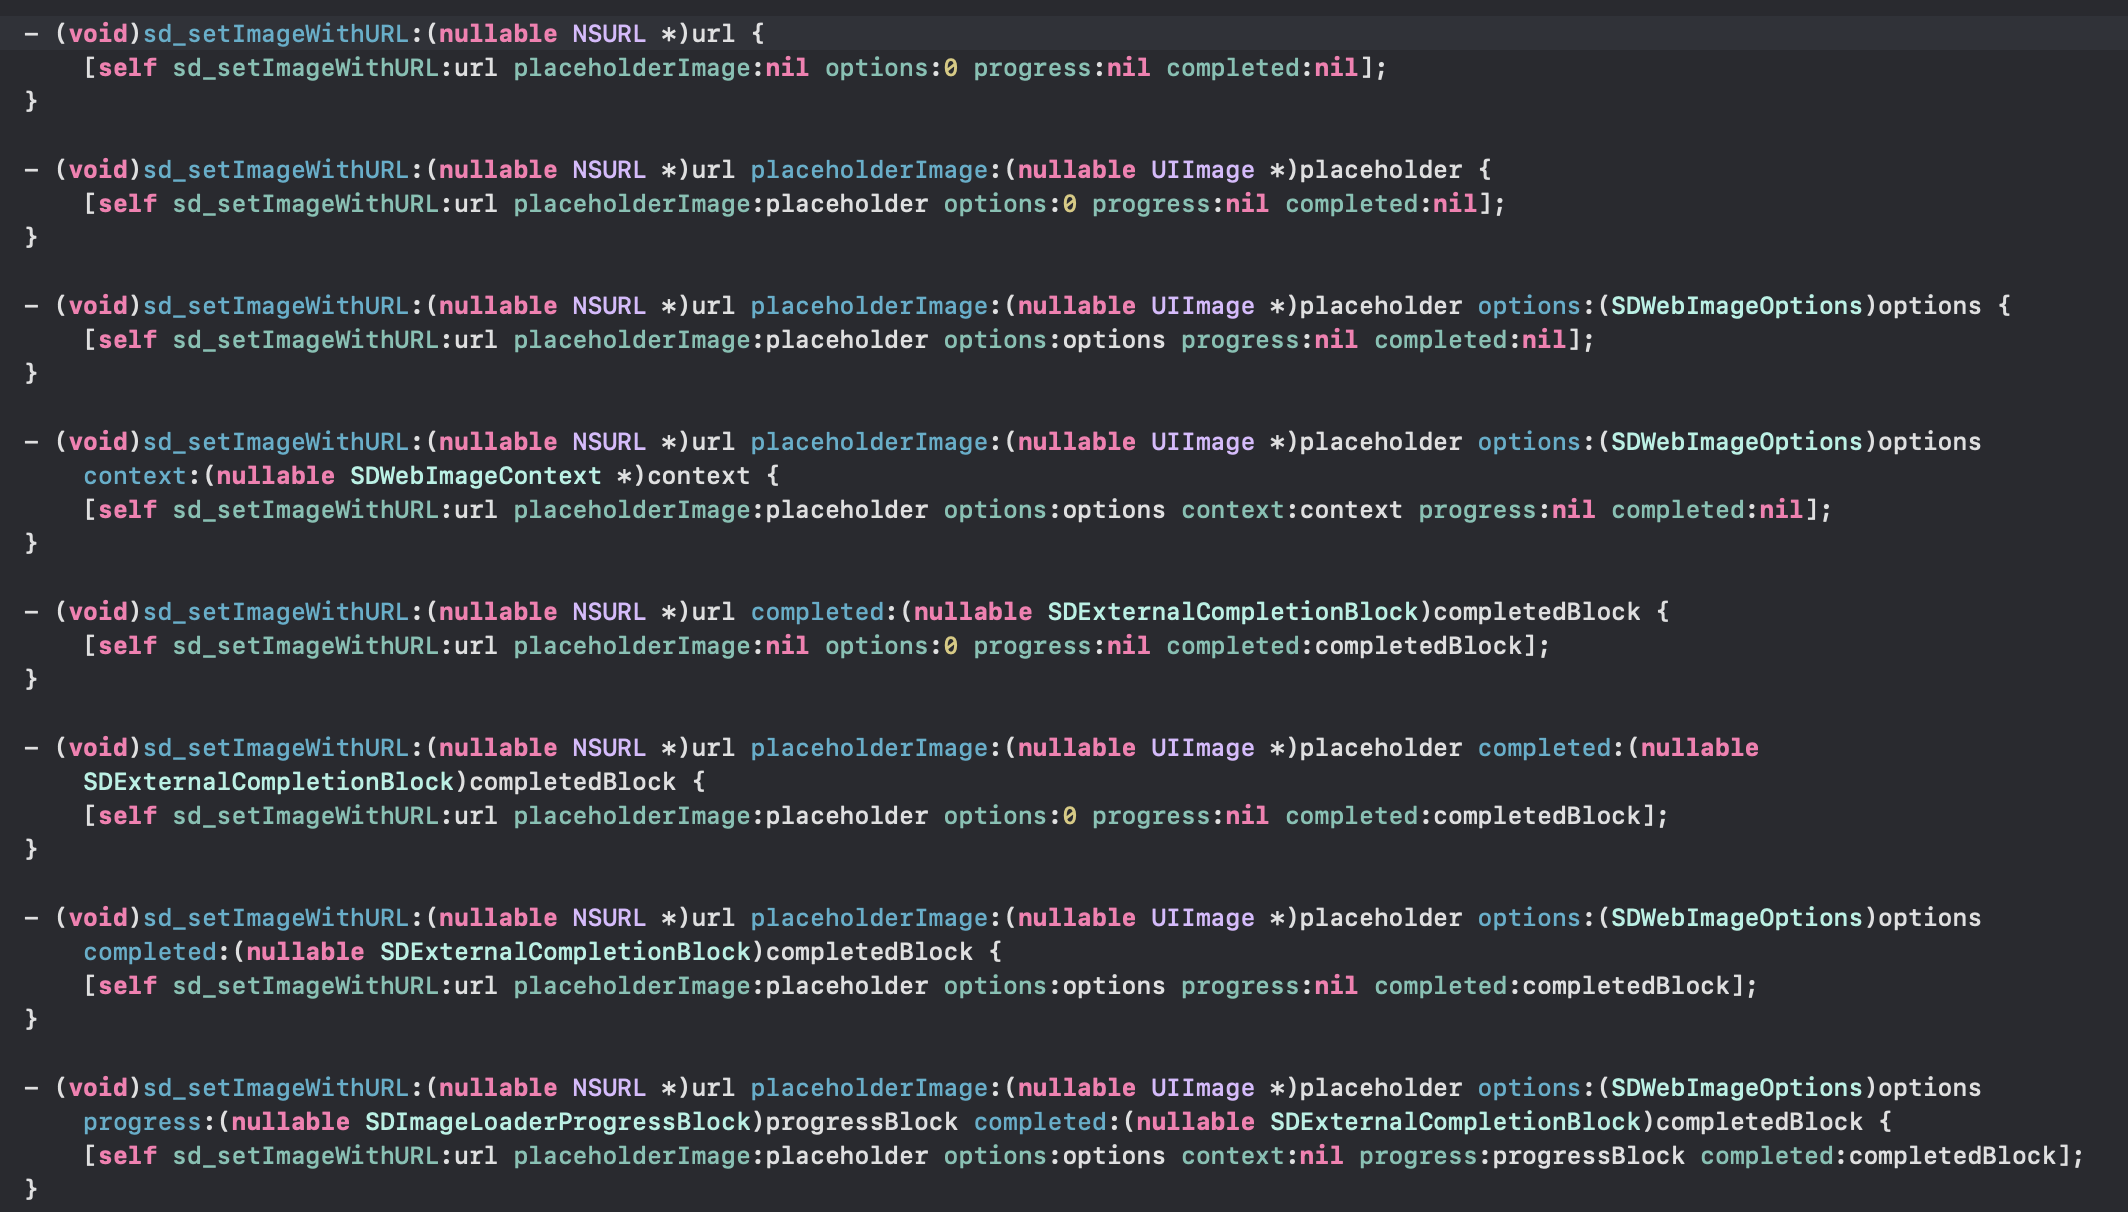 - (void)sd_setImageWithURL:(nullable NSURL *)url {
    [self sd_setImageWithURL:url placeholderImage:nil options:0 progress:nil completed:nil];
}

- (void)sd_setImageWithURL:(nullable NSURL *)url placeholderImage:(nullable UIImage *)placeholder {
    [self sd_setImageWithURL:url placeholderImage:placeholder options:0 progress:nil completed:nil];
}

- (void)sd_setImageWithURL:(nullable NSURL *)url placeholderImage:(nullable UIImage *)placeholder options:(SDWebImageOptions)options {
    [self sd_setImageWithURL:url placeholderImage:placeholder options:options progress:nil completed:nil];
}

- (void)sd_setImageWithURL:(nullable NSURL *)url placeholderImage:(nullable UIImage *)placeholder options:(SDWebImageOptions)options
    context:(nullable SDWebImageContext *)context {
    [self sd_setImageWithURL:url placeholderImage:placeholder options:options context:context progress:nil completed:nil];
}

- (void)sd_setImageWithURL:(nullable NSURL *)url completed:(nullable SDExternalCompletionBlock)completedBlock {
    [self sd_setImageWithURL:url placeholderImage:nil options:0 progress:nil completed:completedBlock];
}

- (void)sd_setImageWithURL:(nullable NSURL *)url placeholderImage:(nullable UIImage *)placeholder completed:(nullable
    SDExternalCompletionBlock)completedBlock {
    [self sd_setImageWithURL:url placeholderImage:placeholder options:0 progress:nil completed:completedBlock];
}

- (void)sd_setImageWithURL:(nullable NSURL *)url placeholderImage:(nullable UIImage *)placeholder options:(SDWebImageOptions)options
    completed:(nullable SDExternalCompletionBlock)completedBlock {
    [self sd_setImageWithURL:url placeholderImage:placeholder options:options progress:nil completed:completedBlock];
}

- (void)sd_setImageWithURL:(nullable NSURL *)url placeholderImage:(nullable UIImage *)placeholder options:(SDWebImageOptions)options
    progress:(nullable SDImageLoaderProgressBlock)progressBlock completed:(nullable SDExternalCompletionBlock)completedBlock {
    [self sd_setImageWithURL:url placeholderImage:placeholder options:options context:nil progress:progressBlock completed:completedBlock];
}